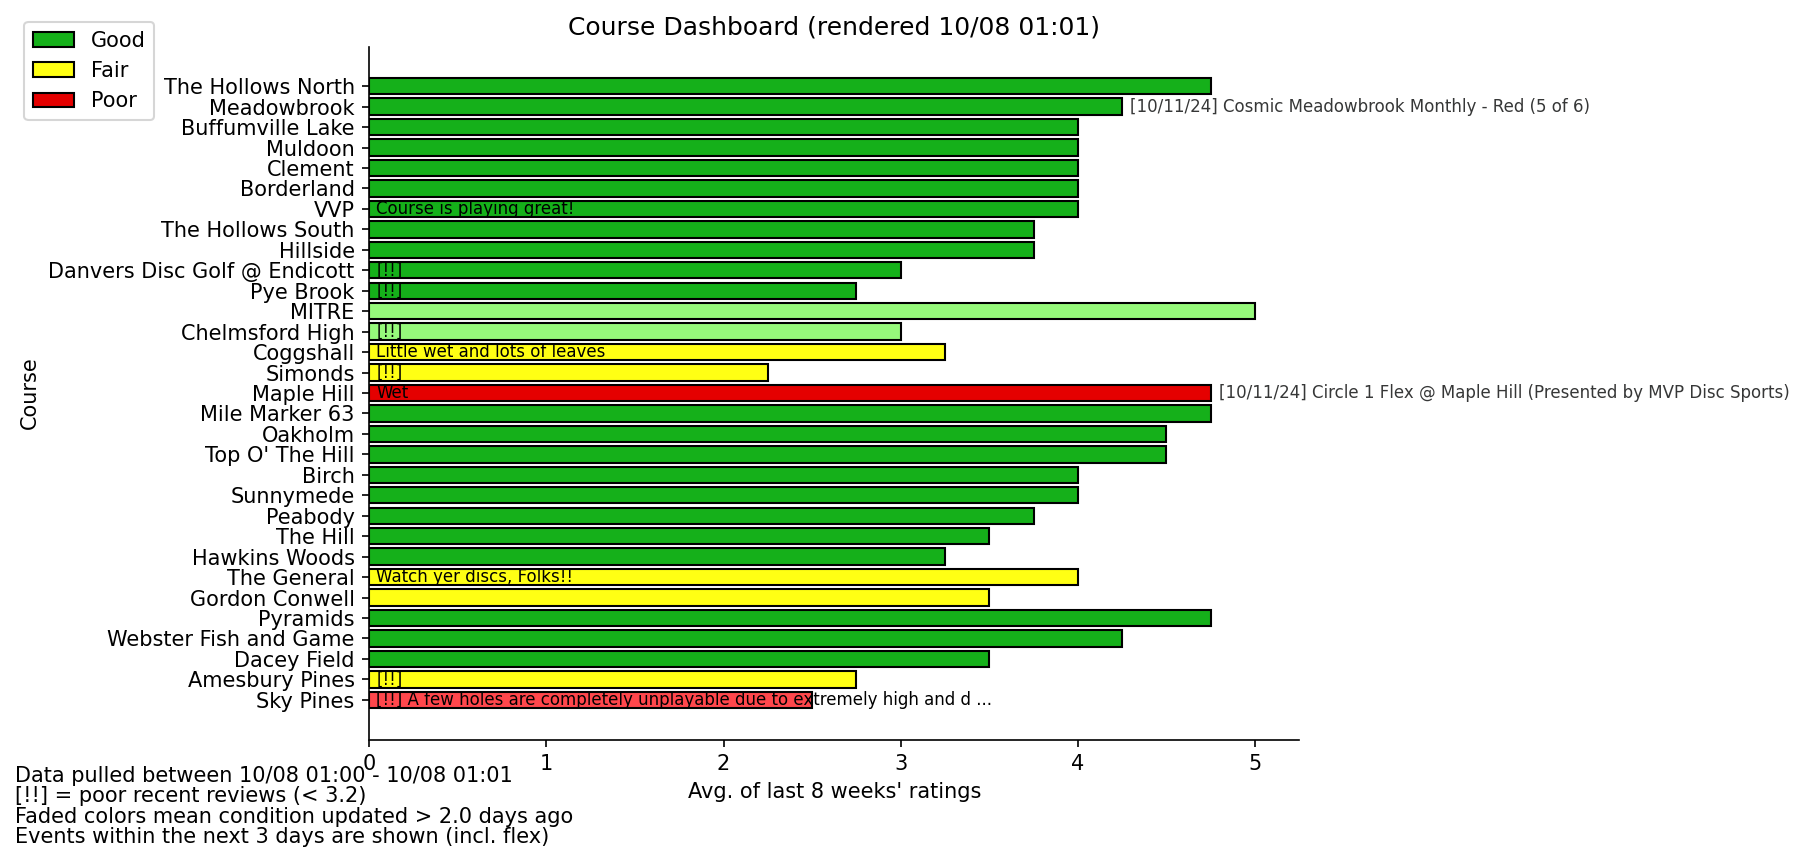 Course Dashboard (rendered 10/08 01:01)
Good
Fair
Poor
Course
The Hollows North
Meadowbrook [10/11/24] Cosmic Meadowbrook Monthly - Red (5 of 6)
Buffumville Lake
Muldoon
Clement
Borderland
VVP Course is playing great!
The Hollows South
Hillside
Danvers Disc Golf @ Endicott [!!]
Pye Brook [!!]
MITRE
Chelmsford High [!!]
Coggshall Little wet and lots of leaves
Simonds [!!]
Maple Hill Wet [10/11/24] Circle 1 Flex @ Maple Hill (Presented by MVP Disc Sports)
Mile Marker 63
Oakholm
Top O' The Hill
Birch
Sunnymede
Peabody
The Hill
Hawkins Woods
The General Watch yer discs, Folks!!
Gordon Conwell
Pyramids
Webster Fish and Game
Dacey Field
Amesbury Pines [!!]
Sky Pines [!!] A few holes are completely unplayable due to extremely high and d ...
0 1 2 3 4 5
Avg. of last 8 weeks' ratings
Data pulled between 10/08 01:00 - 10/08 01:01
[!!] = poor recent reviews (< 3.2)
Faded colors mean condition updated > 2.0 days ago
Events within the next 3 days are shown (incl. flex)